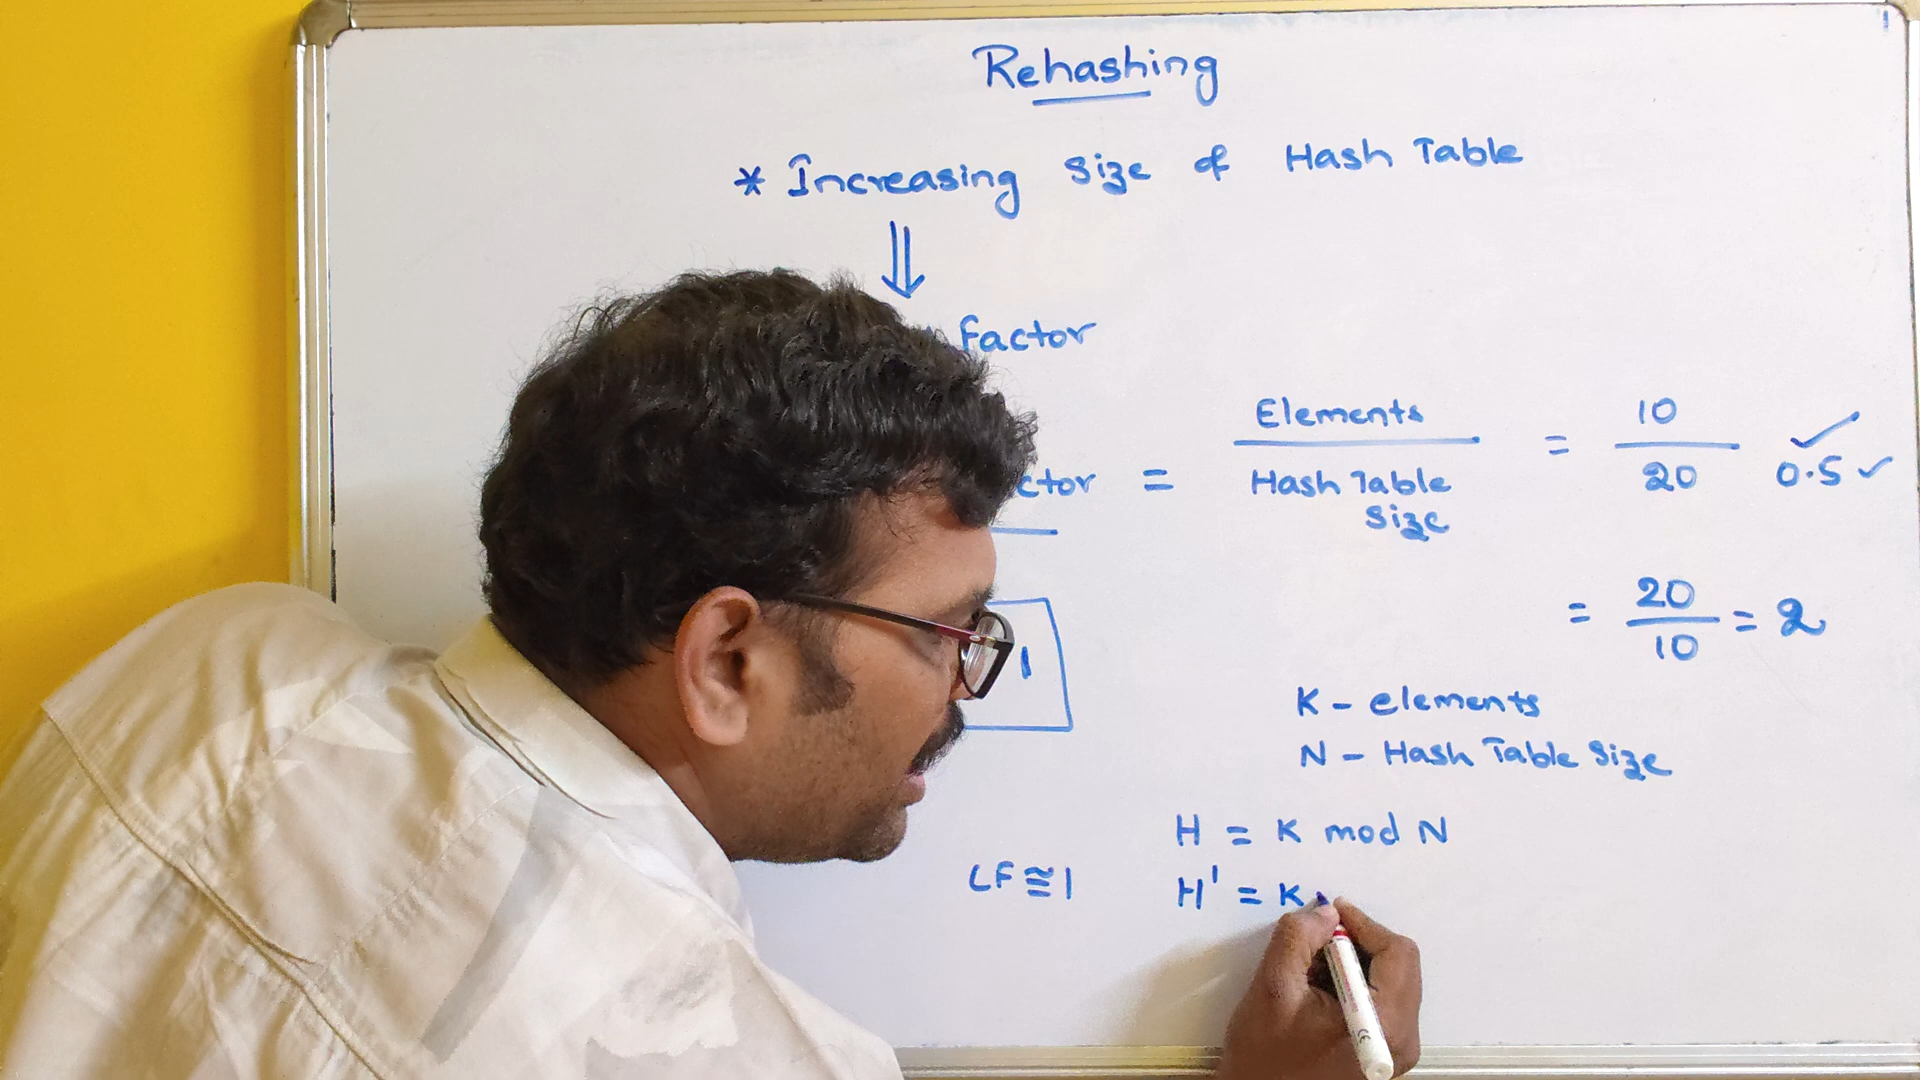 Rehashing
* Increasing Size of Hash Table
⇓
Factor
ctor = Elements / Hash Table Size = 10 / 20 ✓ 0.5 ✓
= 20 / 10 = 2
1
K - elements
N - Hash Table Size
H = K mod N
LF ≅ 1
H' = K